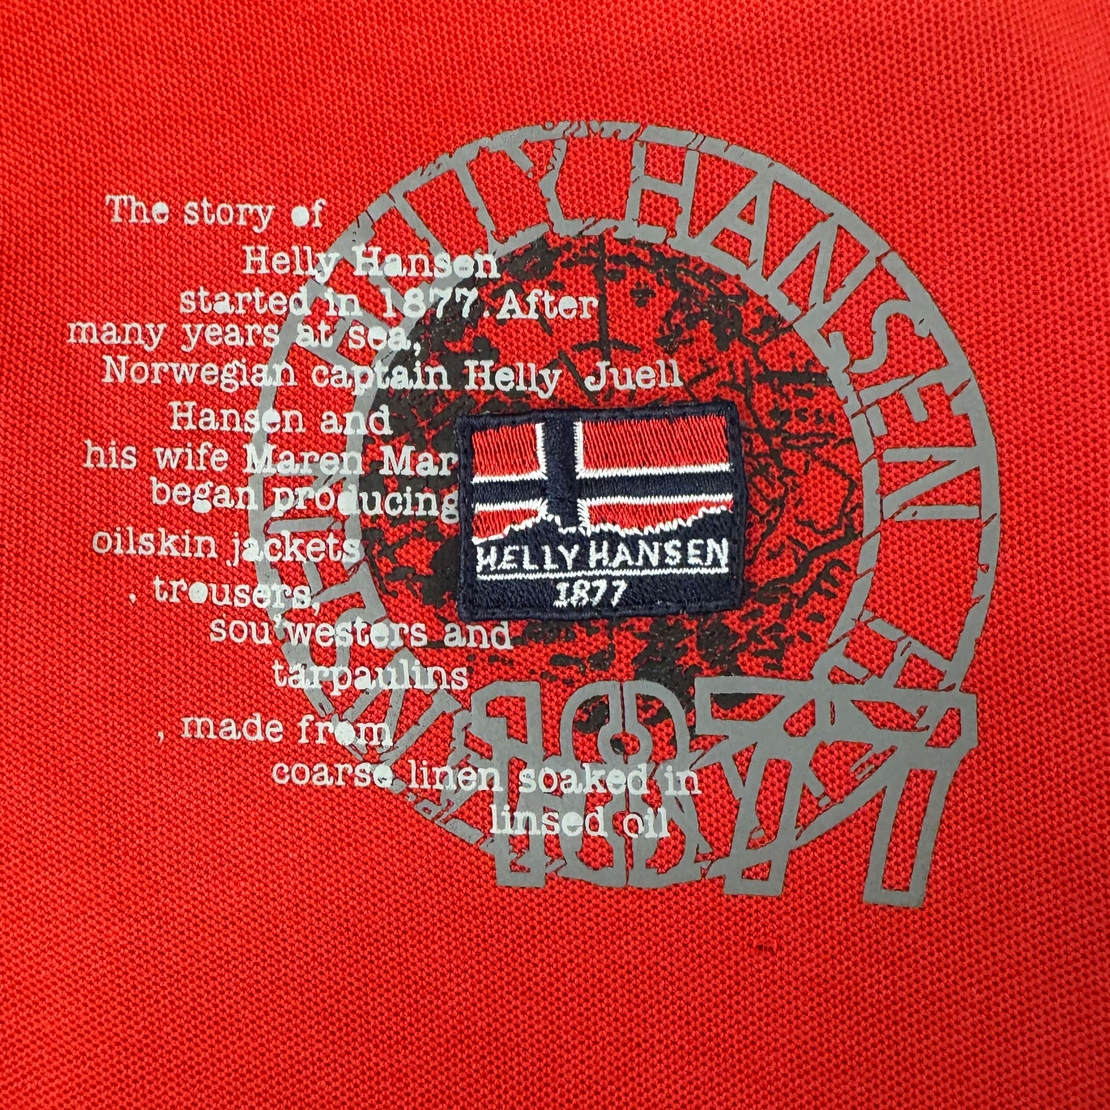 The story of
Helly Hansen
started in 1877. After
many years at sea,
Norwegian captain Helly Juell
Hansen and
his wife Maren Mar
began producing
oilskin jackets
, trousers,
sou'westers and
tarpaulins
, made from
coarse linen soaked in
linsed oil
HELLY HANSEN
1877
HELLY HANSEN
1877